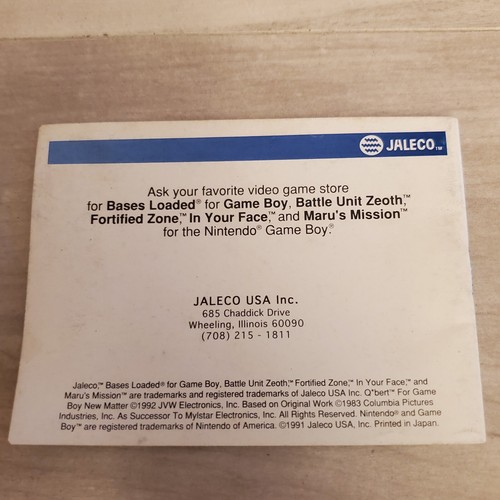 JALECO™
Ask your favorite video game store
for Bases Loaded® for Game Boy, Battle Unit Zeoth,™
Fortified Zone,™ In Your Face,™ and Maru's Mission™
for the Nintendo® Game Boy.®
JALECO USA Inc.
685 Chaddick Drive
Wheeling, Illinois 60090
(708) 215 - 1811
Jaleco,™ Bases Loaded® for Game Boy, Battle Unit Zeoth,™ Fortified Zone,™ In Your Face,™ and
Maru's Mission™ are trademarks and registered trademarks of Jaleco USA Inc. Q*bert™ For Game
Boy New Matter ©1992 JVW Electronics, Inc. Based on Original Work ©1983 Columbia Pictures
Industries, Inc. As Successor To Mylstar Electronics, Inc. All Rights Reserved. Nintendo® and Game
Boy™ are registered trademarks of Nintendo of America. ©1991 Jaleco USA, Inc. Printed in Japan.